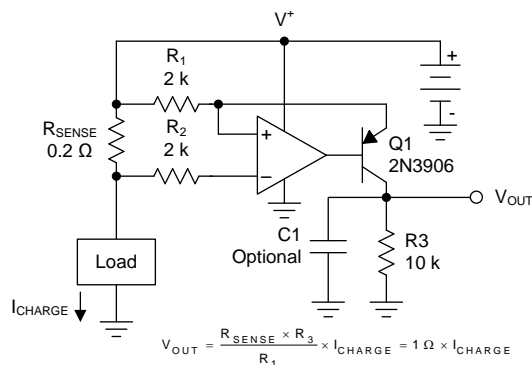 V+
R1
2 k
+
RSENSE
0.2 Ω
R2
2 k
+
−
-
Q1
2N3906
VOUT
Load
C1
Optional
R3
10 k
ICHARGE
VOUT = RSENSE × R3 / R1 × ICHARGE = 1 Ω × ICHARGE